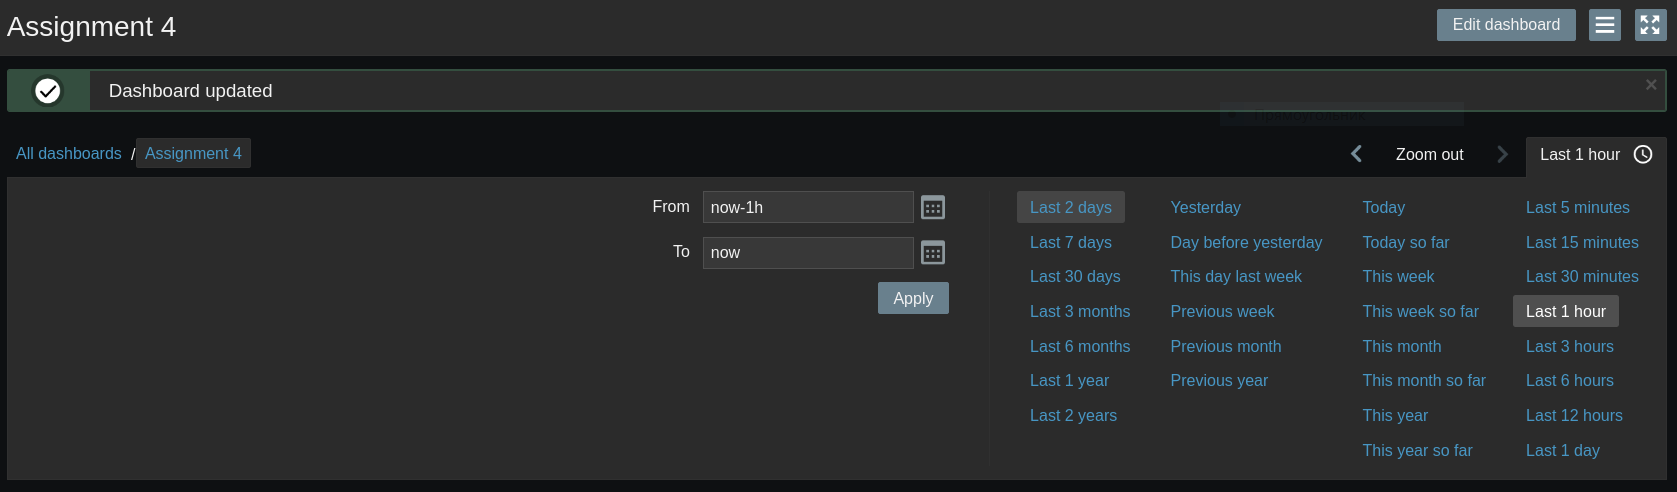 Assignment 4
Edit dashboard
Dashboard updated
Прямоугольник
All dashboards / Assignment 4
Zoom out
Last 1 hour
From now-1h
To now
Apply
Last 2 days Yesterday Today Last 5 minutes
Last 7 days Day before yesterday Today so far Last 15 minutes
Last 30 days This day last week This week Last 30 minutes
Last 3 months Previous week This week so far Last 1 hour
Last 6 months Previous month This month Last 3 hours
Last 1 year Previous year This month so far Last 6 hours
Last 2 years This year Last 12 hours
This year so far Last 1 day